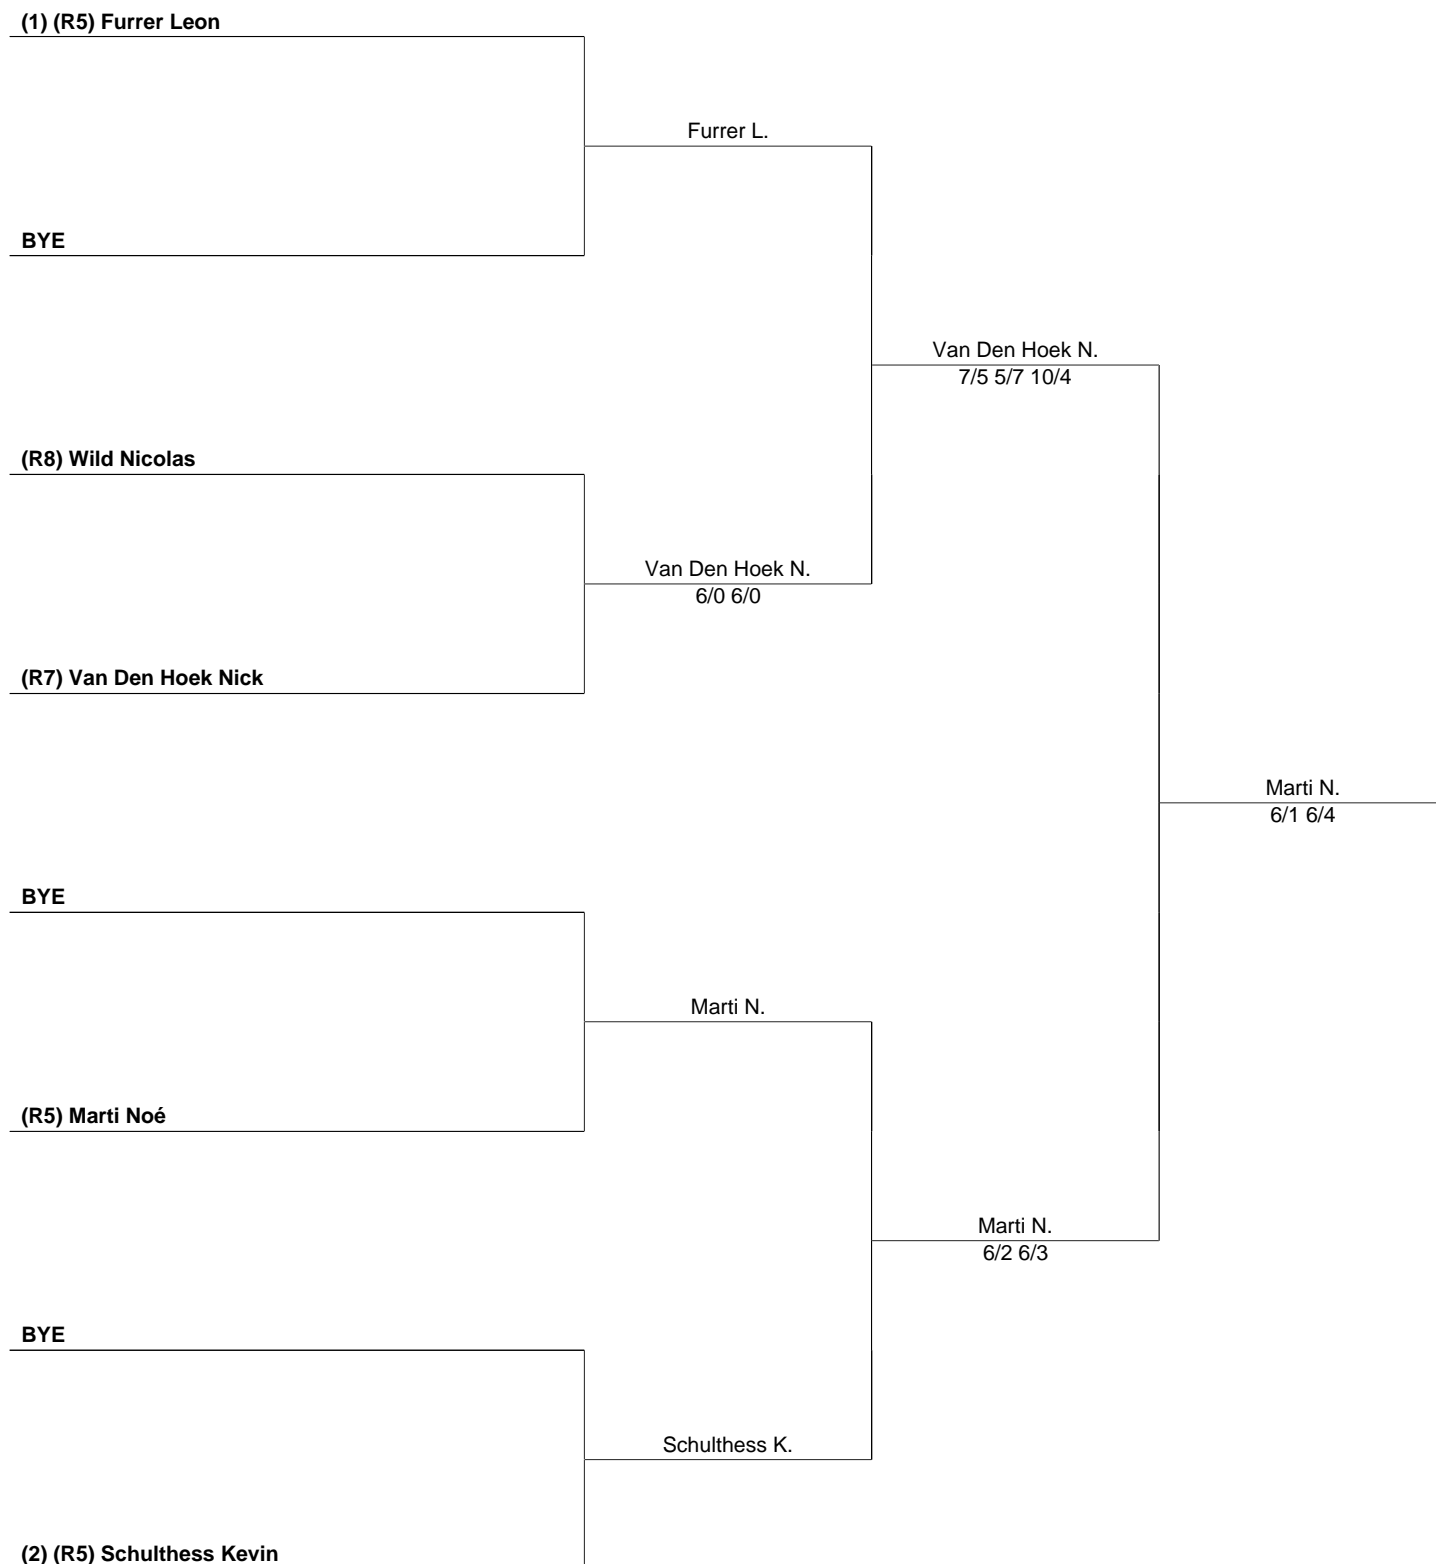 (1) (R5) Furrer Leon
Furrer L.
BYE
Van Den Hoek N.
7/5 5/7 10/4
(R8) Wild Nicolas
Van Den Hoek N.
6/0 6/0
(R7) Van Den Hoek Nick
Marti N.
6/1 6/4
BYE
Marti N.
(R5) Marti Noé
Marti N.
6/2 6/3
BYE
Schulthess K.
(2) (R5) Schulthess Kevin